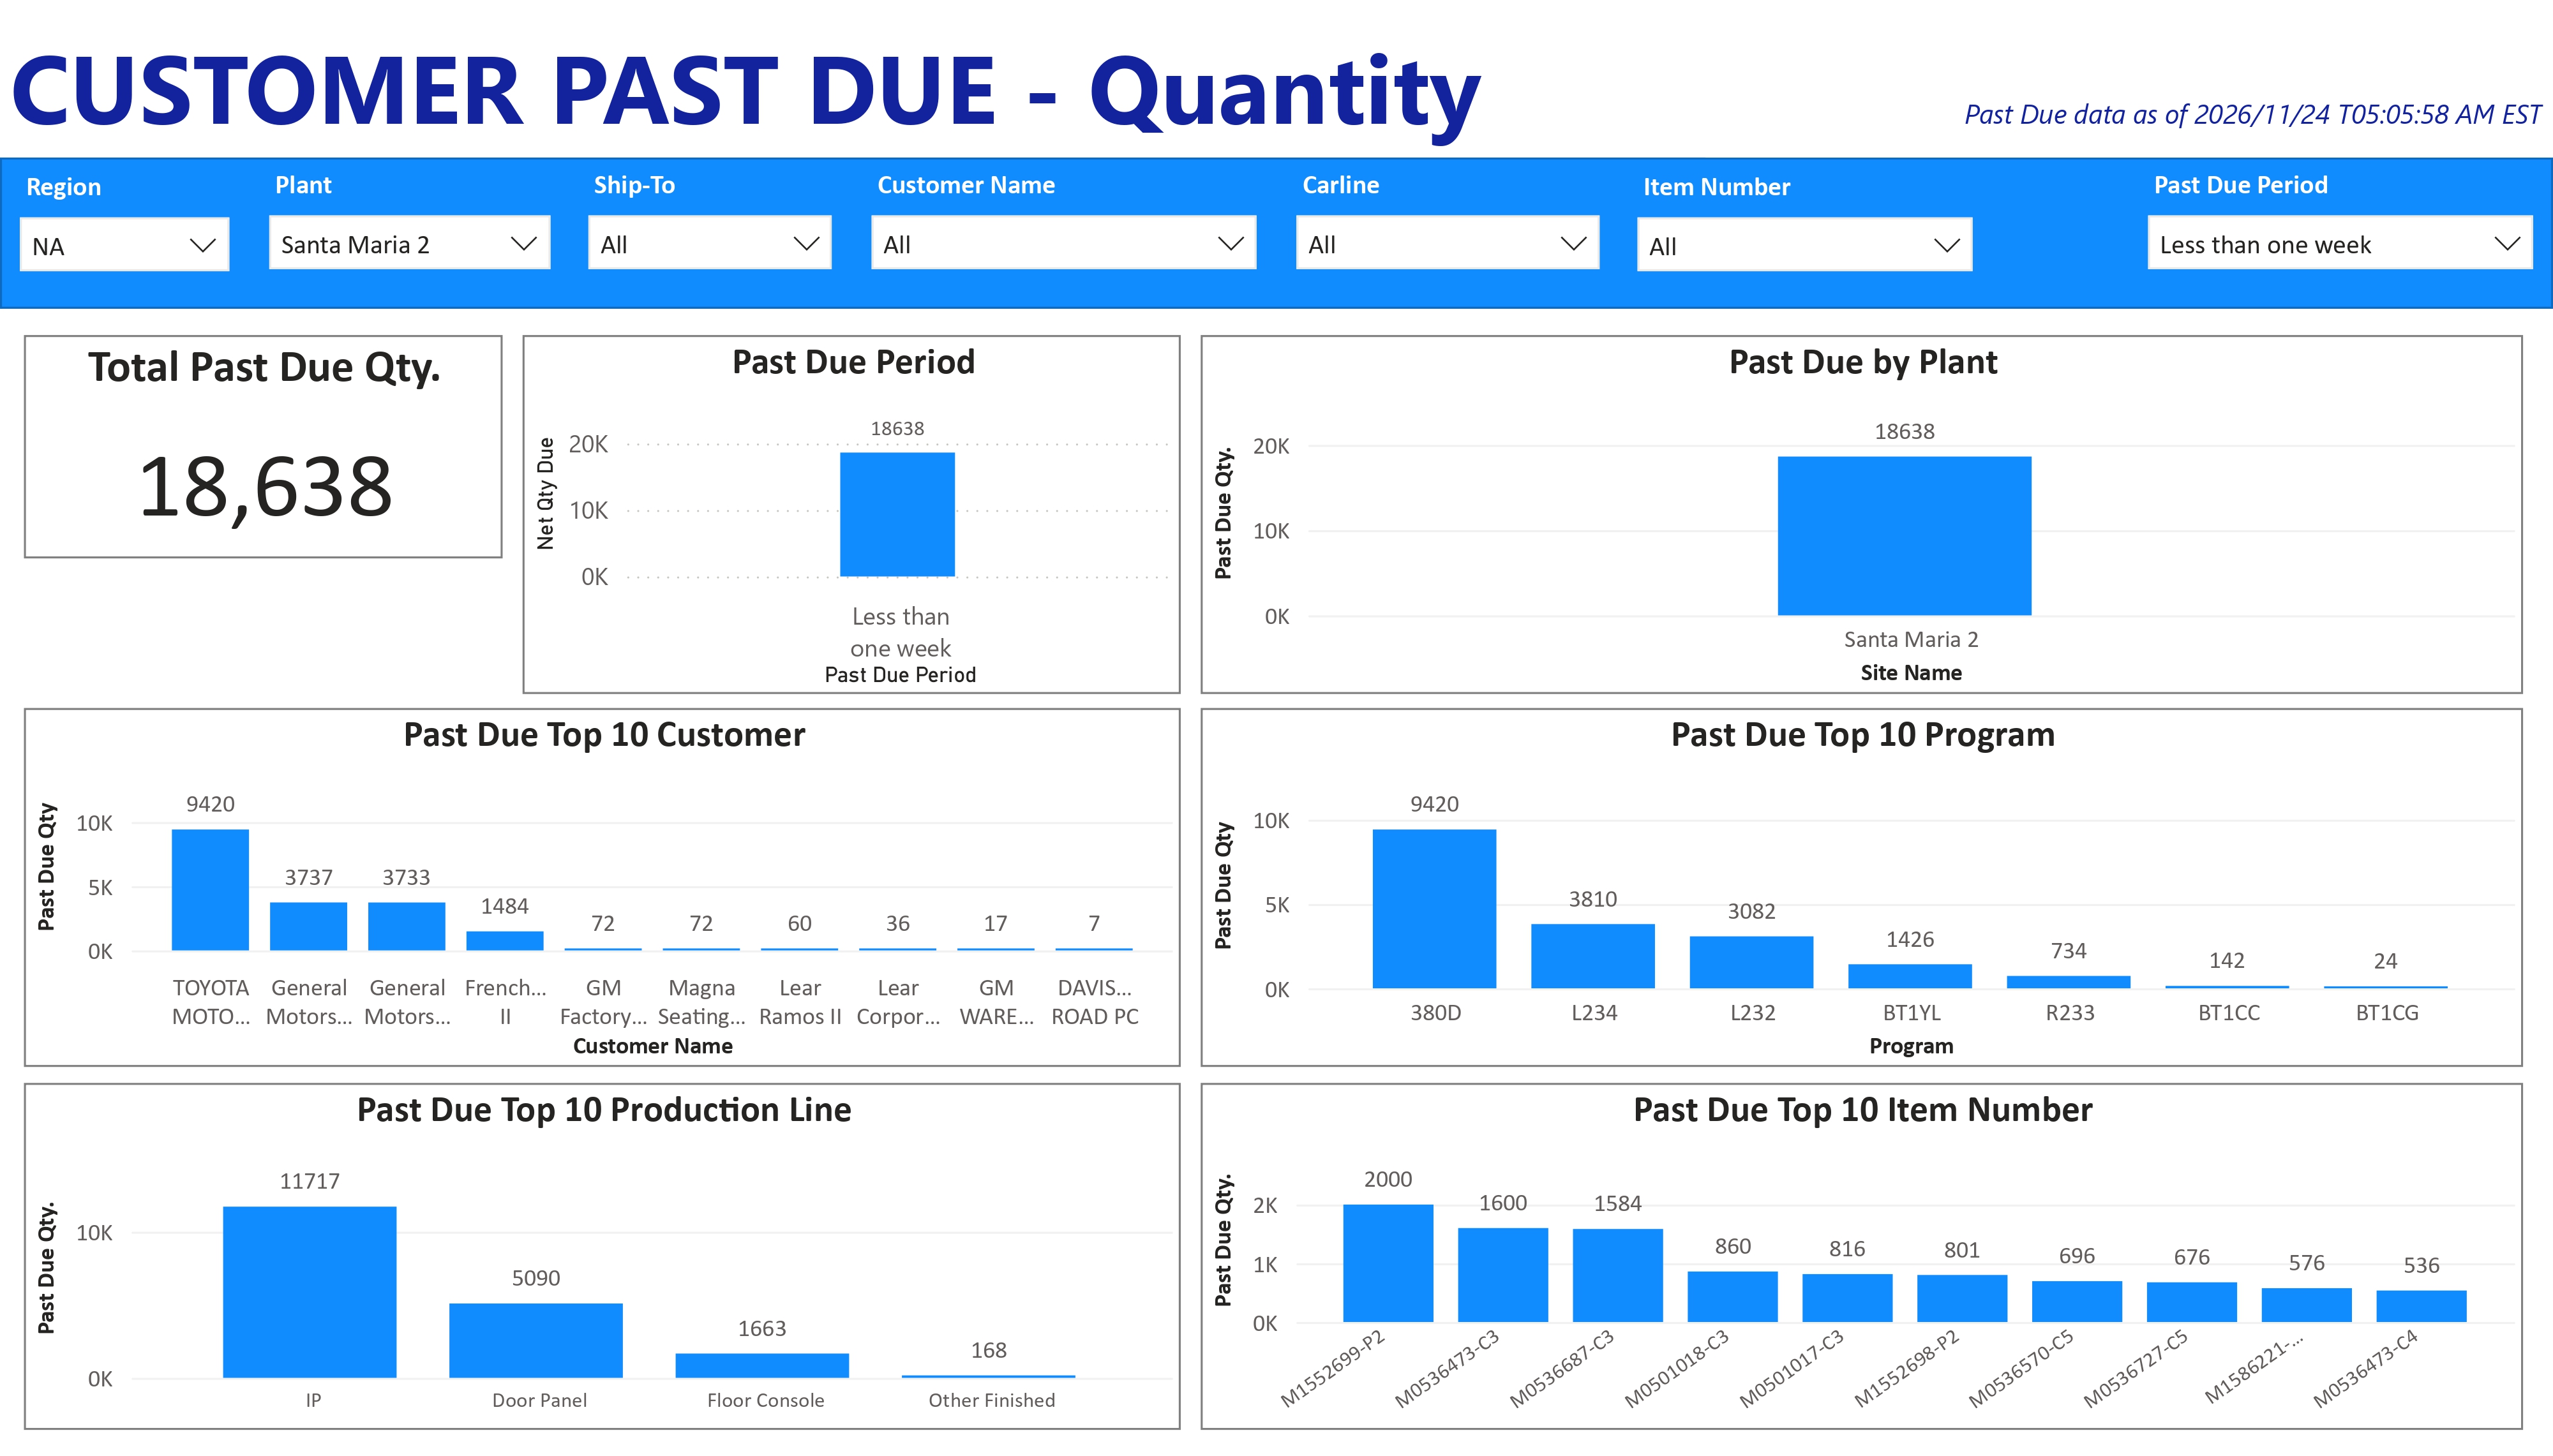 CUSTOMER PAST DUE - Quantity
Past Due data as of 2026/11/24 T05:05:58 AM EST
Region
Plant
Ship-To
Customer Name
Carline
Item Number
Past Due Period
NA
Santa Maria 2
All
All
All
All
Less than one week
Total Past Due Qty.
18,638
Past Due Period
Net Qty Due
20K
10K
0K
18638
Less than
one week
Past Due Period
Past Due by Plant
Past Due Qty.
20K
10K
0K
18638
Santa Maria 2
Site Name
Past Due Top 10 Customer
Past Due Qty
10K
5K
0K
9420
3737
3733
1484
72
72
60
36
17
7
TOYOTA MOTO...
General Motors...
General Motors...
French... II
GM Factory...
Magna Seating...
Lear Ramos II
Lear Corpor...
GM WARE...
DAVIS... ROAD PC
Customer Name
Past Due Top 10 Program
Past Due Qty
10K
5K
0K
9420
3810
3082
1426
734
142
24
380D
L234
L232
BT1YL
R233
BT1CC
BT1CG
Program
Past Due Top 10 Production Line
Past Due Qty.
10K
0K
11717
5090
1663
168
IP
Door Panel
Floor Console
Other Finished
Past Due Top 10 Item Number
Past Due Qty.
2K
1K
0K
2000
1600
1584
860
816
801
696
676
576
536
M1552699-P2
M0536473-C3
M0536687-C3
M0501018-C3
M0501017-C3
M1552698-P2
M0536570-C5
M0536727-C5
M1586221-...
M0536473-C4